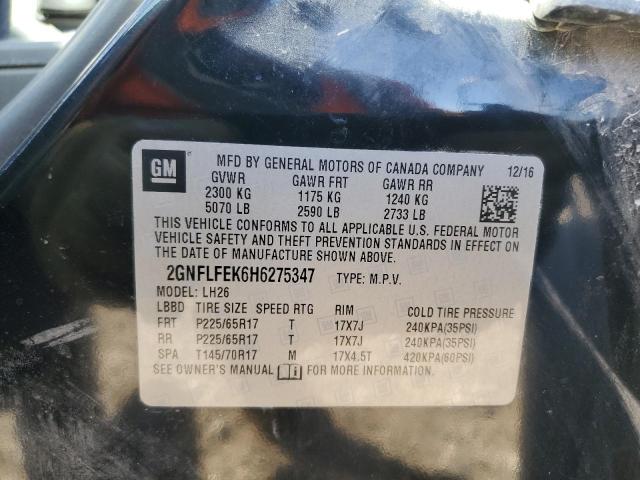 GM
MFD BY GENERAL MOTORS OF CANADA COMPANY 12/16
GVWR GAWR FRT GAWR RR
2300 KG 1175 KG 1240 KG
5070 LB 2590 LB 2733 LB
THIS VEHICLE CONFORMS TO ALL APPLICABLE U.S. FEDERAL MOTOR
VEHICLE SAFETY AND THEFT PREVENTION STANDARDS IN EFFECT ON
THE DATE OF MANUFACTURE SHOWN ABOVE.
2GNFLFEK6H6275347 TYPE: M.P.V.
MODEL: LH26
LBBD TIRE SIZE SPEED RTG RIM COLD TIRE PRESSURE
FRT P225/65R17 T 17X7J 240KPA(35PSI)
RR P225/65R17 T 17X7J 240KPA(35PSI)
SPA T145/70R17 M 17X4.5T 420KPA(60PSI)
SEE OWNER'S MANUAL FOR MORE INFORMATION.